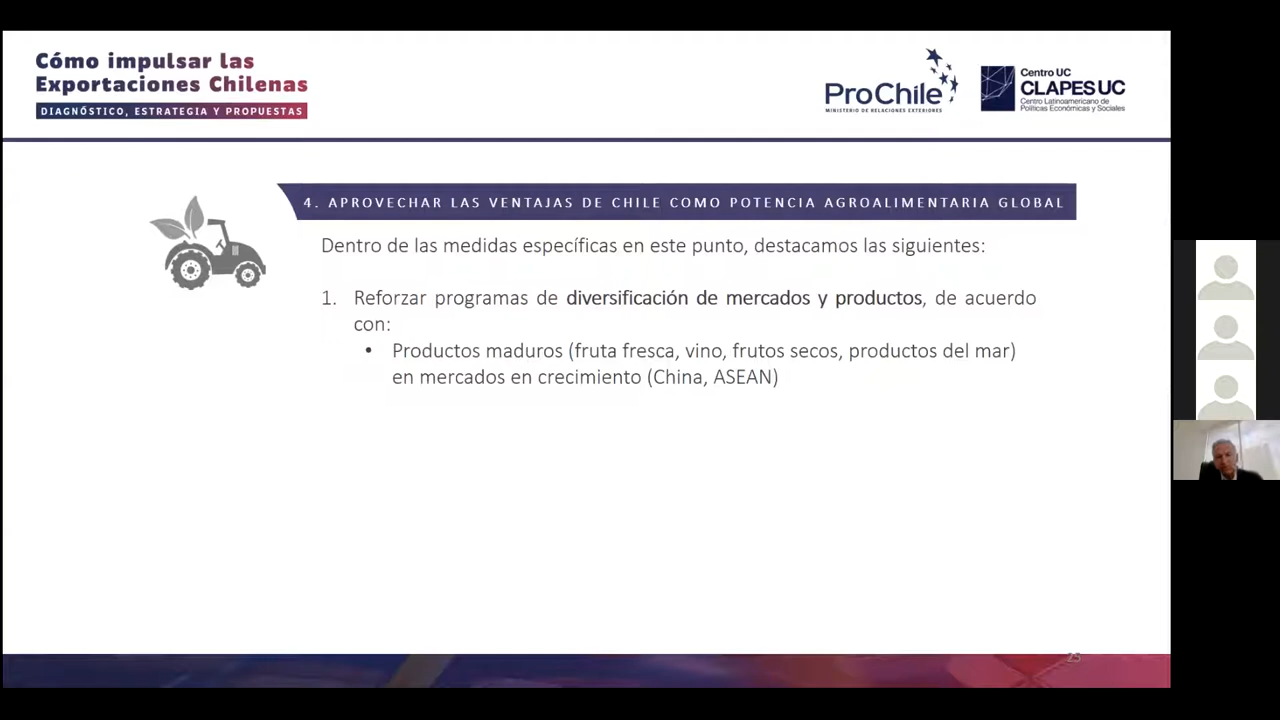 Cómo impulsar las
Exportaciones Chilenas
DIAGNÓSTICO, ESTRATEGIA Y PROPUESTAS
ProChile
MINISTERIO DE RELACIONES EXTERIORES
Centro UC
CLAPES UC
Centro Latinoamericano de
Políticas Económicas y Sociales
4. APROVECHAR LAS VENTAJAS DE CHILE COMO POTENCIA AGROALIMENTARIA GLOBAL
Dentro de las medidas específicas en este punto, destacamos las siguientes:
1. Reforzar programas de diversificación de mercados y productos, de acuerdo
con:
• Productos maduros (fruta fresca, vino, frutos secos, productos del mar)
en mercados en crecimiento (China, ASEAN)